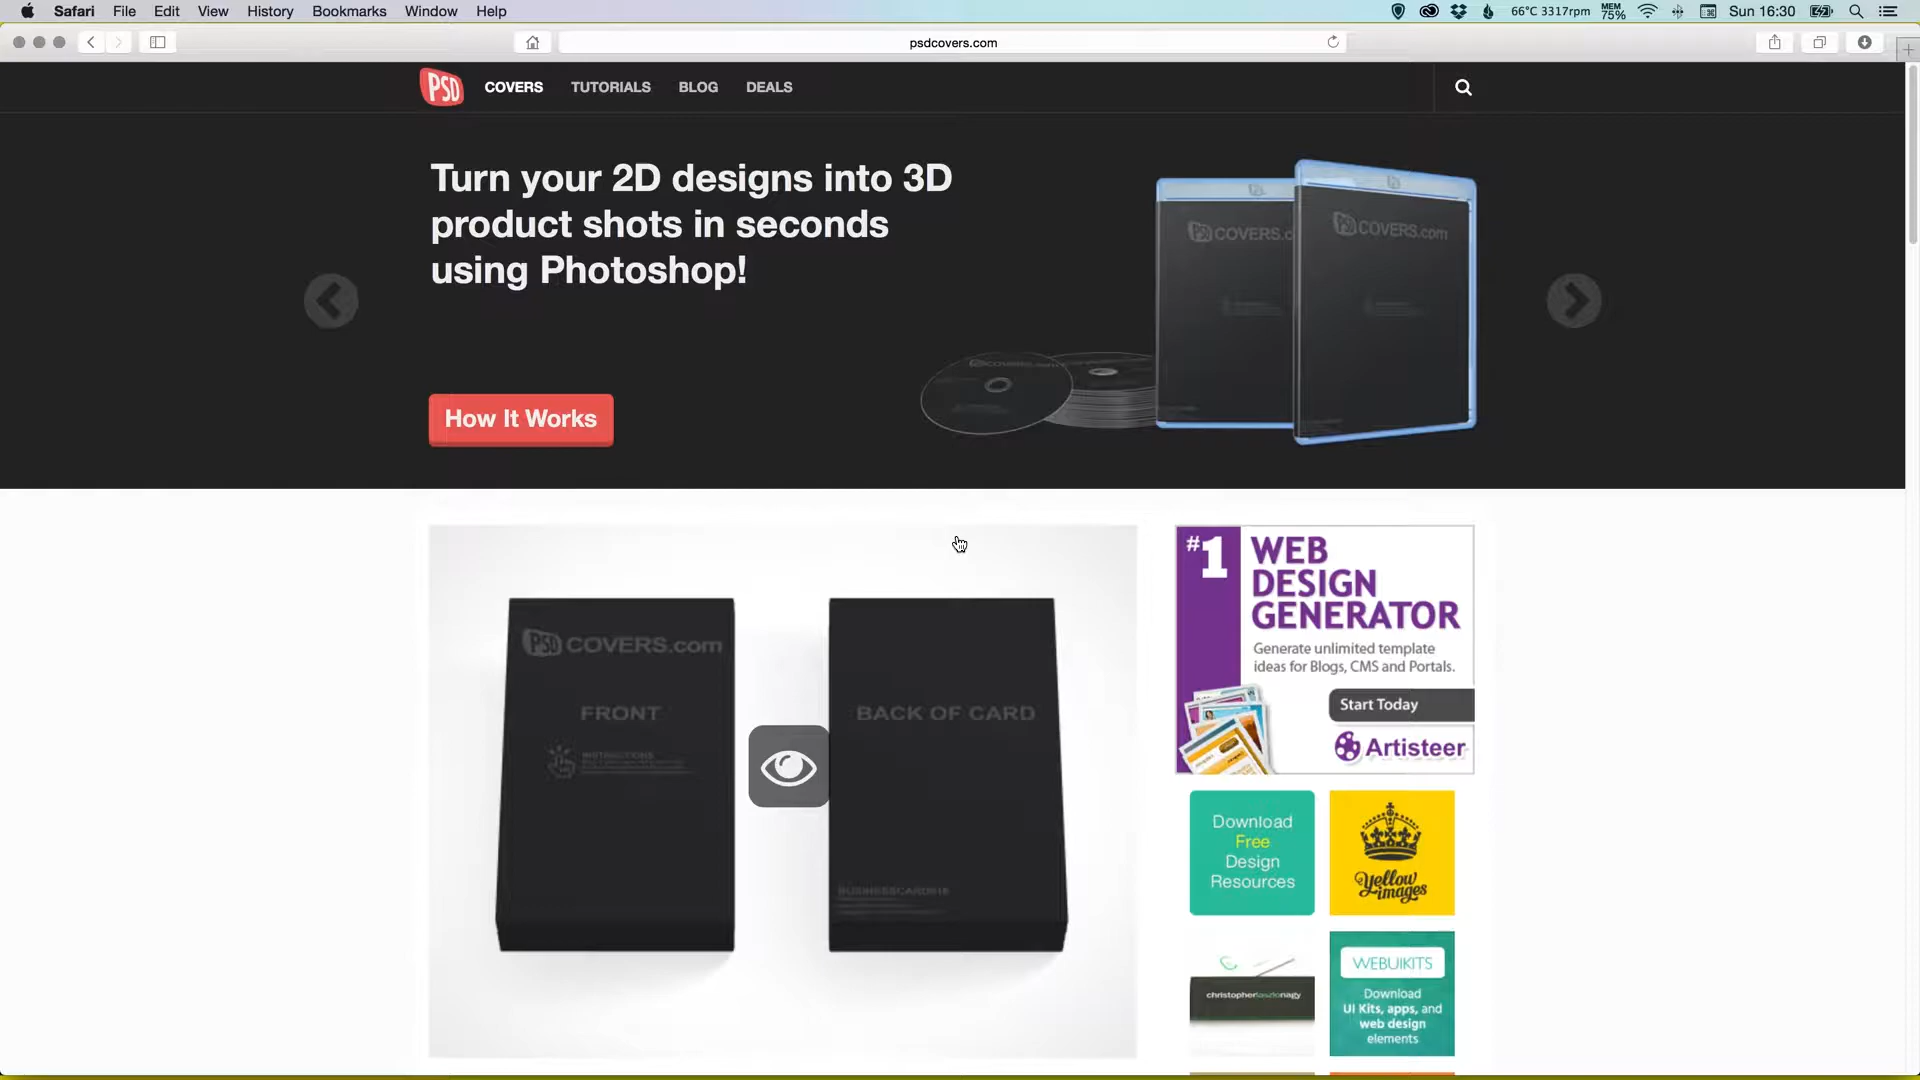 Safari File Edit View History Bookmarks Window Help
66°C 3317rpm MEM 75% Sun 16:30
psdcovers.com
PSD COVERS TUTORIALS BLOG DEALS
Turn your 2D designs into 3D
product shots in seconds
using Photoshop!
How It Works
COVERS.com
PSD COVERS.com
PSD COVERS.com
FRONT
INSTRUCTIONS
BACK OF CARD
#1 WEB
DESIGN
GENERATOR
Generate unlimited template
ideas for Blogs, CMS and Portals.
Start Today
Artisteer
Download
Free
Design
Resources
Yellow
Images
christopherlaszlonagy
WEBUIKITS
Download
UI Kits, apps, and
web design
elements